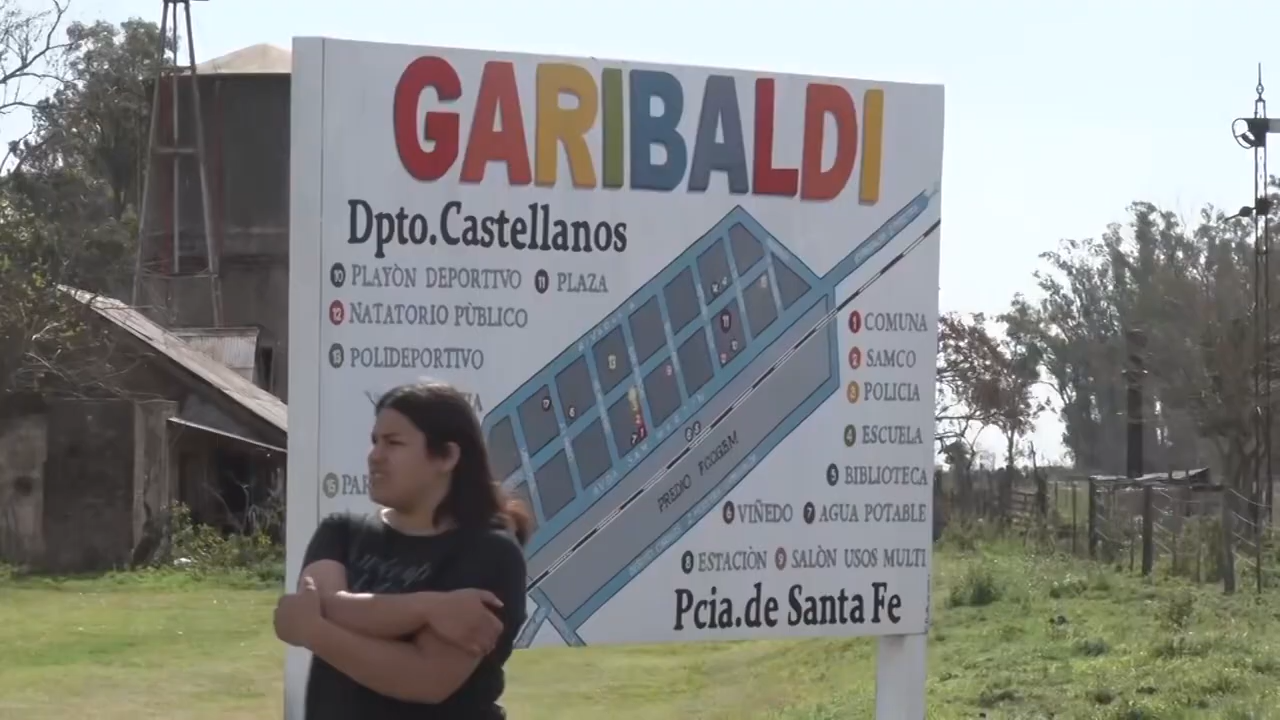 GARIBALDI
Dpto.Castellanos
10 PLAYÒN DEPORTIVO 11 PLAZA
12 NATATORIO PÙBLICO
13 POLIDEPORTIVO
15
1 COMUNA
2 SAMCO
3 POLICIA
4 ESCUELA
5 BIBLIOTECA
6 VIÑEDO 7 AGUA POTABLE
8 ESTACIÒN 9 SALÒN USOS MULTI
PREDIO FCCGBM
Pcia.de Santa Fe